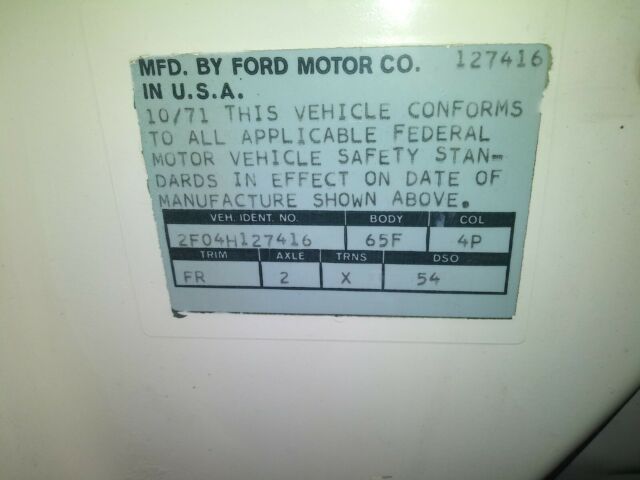 MFD. BY FORD MOTOR CO. 127416
IN U.S.A.
10/71 THIS VEHICLE CONFORMS
TO ALL APPLICABLE FEDERAL
MOTOR VEHICLE SAFETY STAN-
DARDS IN EFFECT ON DATE OF
MANUFACTURE SHOWN ABOVE.
VEH. IDENT. NO. BODY COL
2F04H127416 65F 4P
TRIM AXLE TRNS DSO
FR 2 X 54